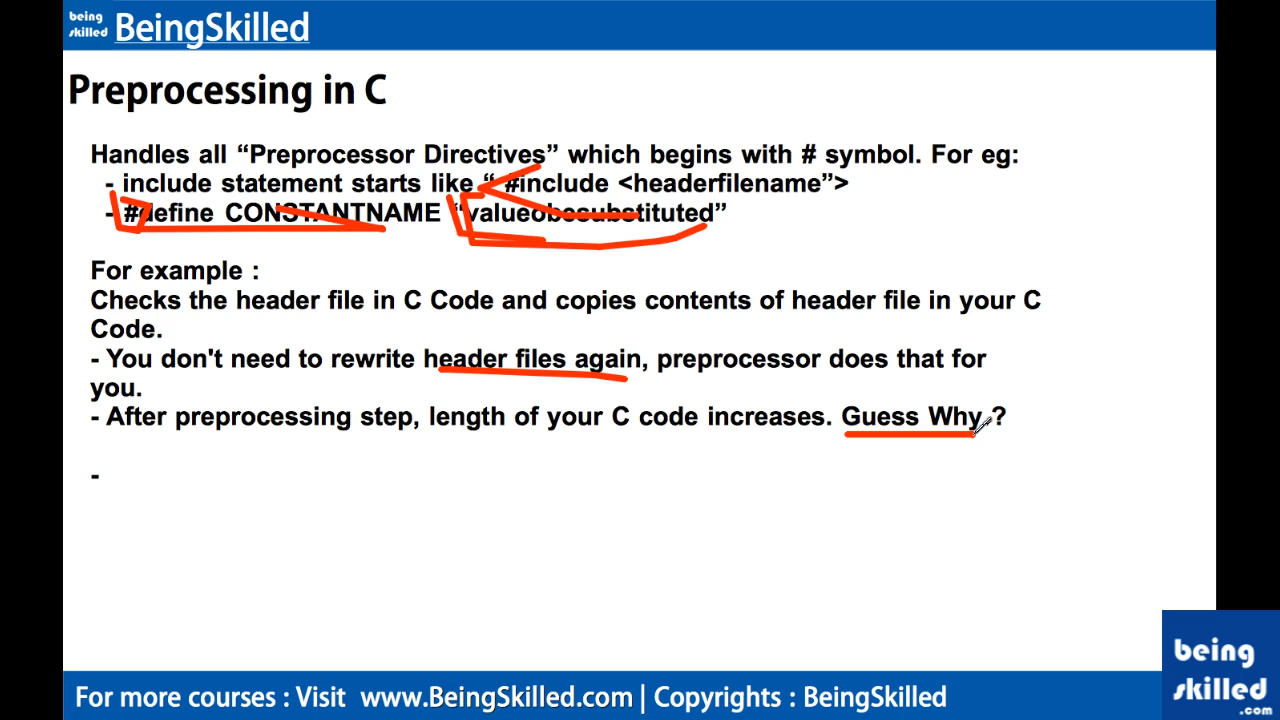 being
skilled
BeingSkilled
Preprocessing in C
Handles all “Preprocessor Directives” which begins with # symbol. For eg:
- include statement starts like “ #include <headerfilename”>
- #define CONSTANTNAME “valueobesubstituted”
For example :
Checks the header file in C Code and copies contents of header file in your C
Code.
- You don't need to rewrite header files again, preprocessor does that for
you.
- After preprocessing step, length of your C code increases. Guess Why ?
-
being
skilled
.com
For more courses : Visit www.BeingSkilled.com | Copyrights : BeingSkilled